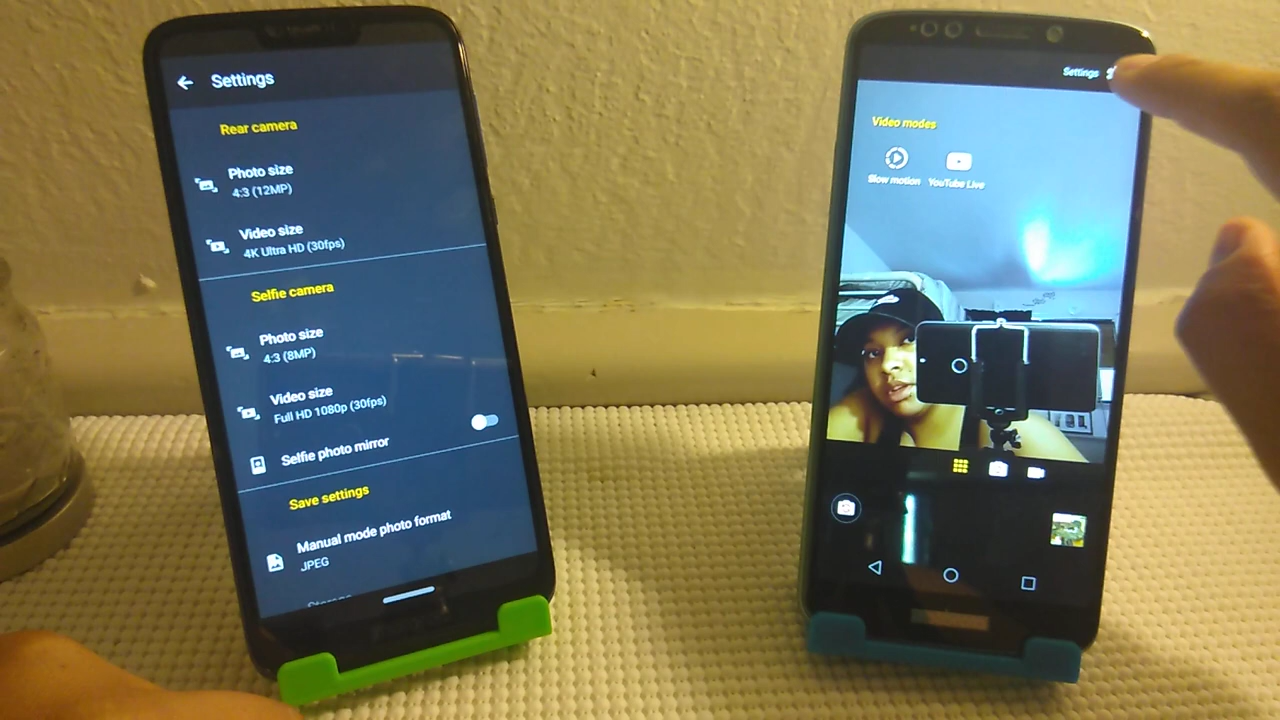 Settings
Rear camera
Photo size
4:3 (12MP)
Video size
4K Ultra HD (30fps)
Selfie camera
Photo size
4:3 (8MP)
Video size
Full HD 1080p (30fps)
Selfie photo mirror
Save settings
Manual mode photo format
JPEG
Settings
Video modes
Slow motion
YouTube Live